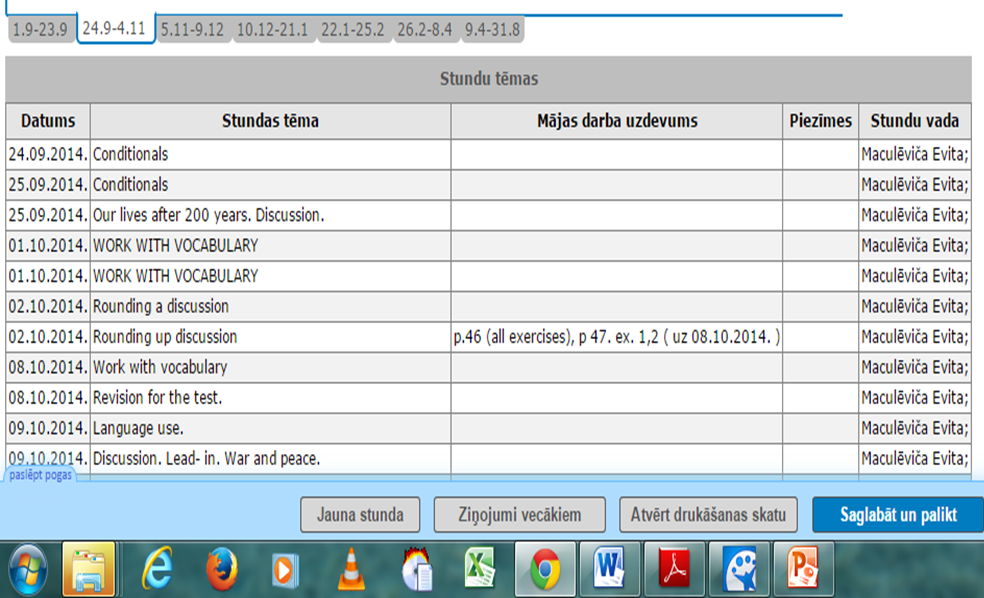 1.9-23.9 24.9-4.11 5.11-9.12 10.12-21.1 22.1-25.2 26.2-8.4 9.4-31.8
Stundu tēmas
Datums Stundas tēma Mājas darba uzdevums Piezīmes Stundu vada
24.09.2014. Conditionals Maculēviča Evita;
25.09.2014. Conditionals Maculēviča Evita;
25.09.2014. Our lives after 200 years. Discussion. Maculēviča Evita;
01.10.2014. WORK WITH VOCABULARY Maculēviča Evita;
01.10.2014. WORK WITH VOCABULARY Maculēviča Evita;
02.10.2014. Rounding a discussion Maculēviča Evita;
02.10.2014. Rounding up discussion p.46 (all exercises), p 47. ex. 1,2 ( uz 08.10.2014. ) Maculēviča Evita;
08.10.2014. Work with vocabulary Maculēviča Evita;
08.10.2014. Revision for the test. Maculēviča Evita;
09.10.2014. Language use. Maculēviča Evita;
09.10.2014. Discussion. Lead- in. War and peace. Maculēviča Evita;
paslēpt pogas
Jauna stunda Ziņojumi vecākiem Atvērt drukāšanas skatu Saglabāt un palikt